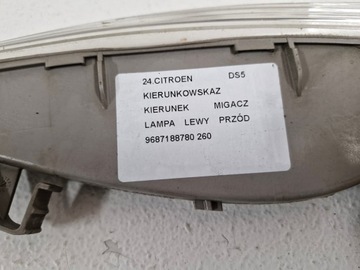 24.CITROEN DS5
KIERUNKOWSKAZ
KIERUNEK MIGACZ
LAMPA LEWY PRZÓD
9687188780 260